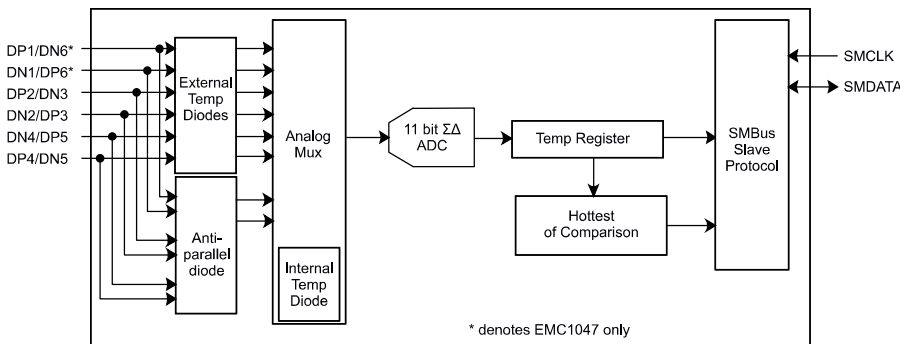 DP1/DN6*
DN1/DP6*
DP2/DN3
DN2/DP3
DN4/DP5
DP4/DN5
External
Temp
Diodes
Anti-
parallel
diode
Analog
Mux
Internal
Temp
Diode
11 bit ΣΔ
ADC
Temp Register
Hottest
of Comparison
SMBus
Slave
Protocol
SMCLK
SMDATA
* denotes EMC1047 only